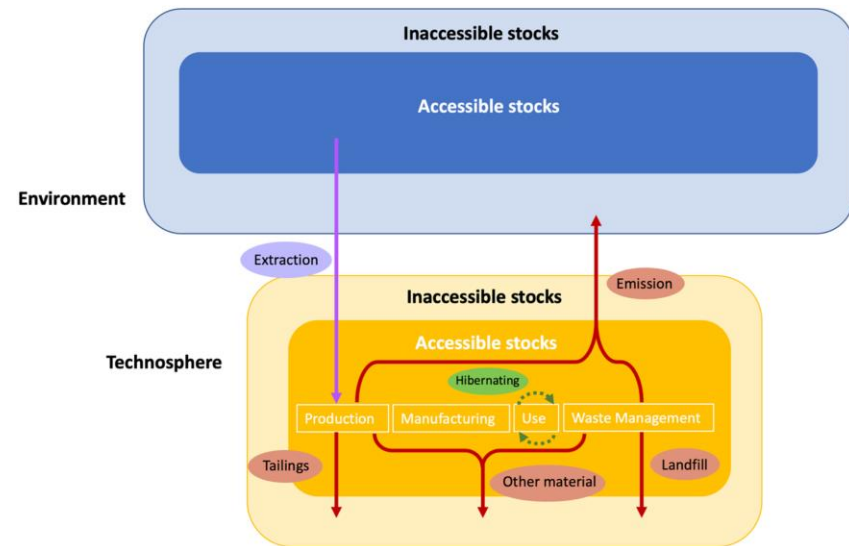 Inaccessible stocks
Accessible stocks
Environment
Extraction
Emission
Inaccessible stocks
Technosphere
Accessible stocks
Hibernating
Production
Manufacturing
Use
Waste Management
Tailings
Other material
Landfill